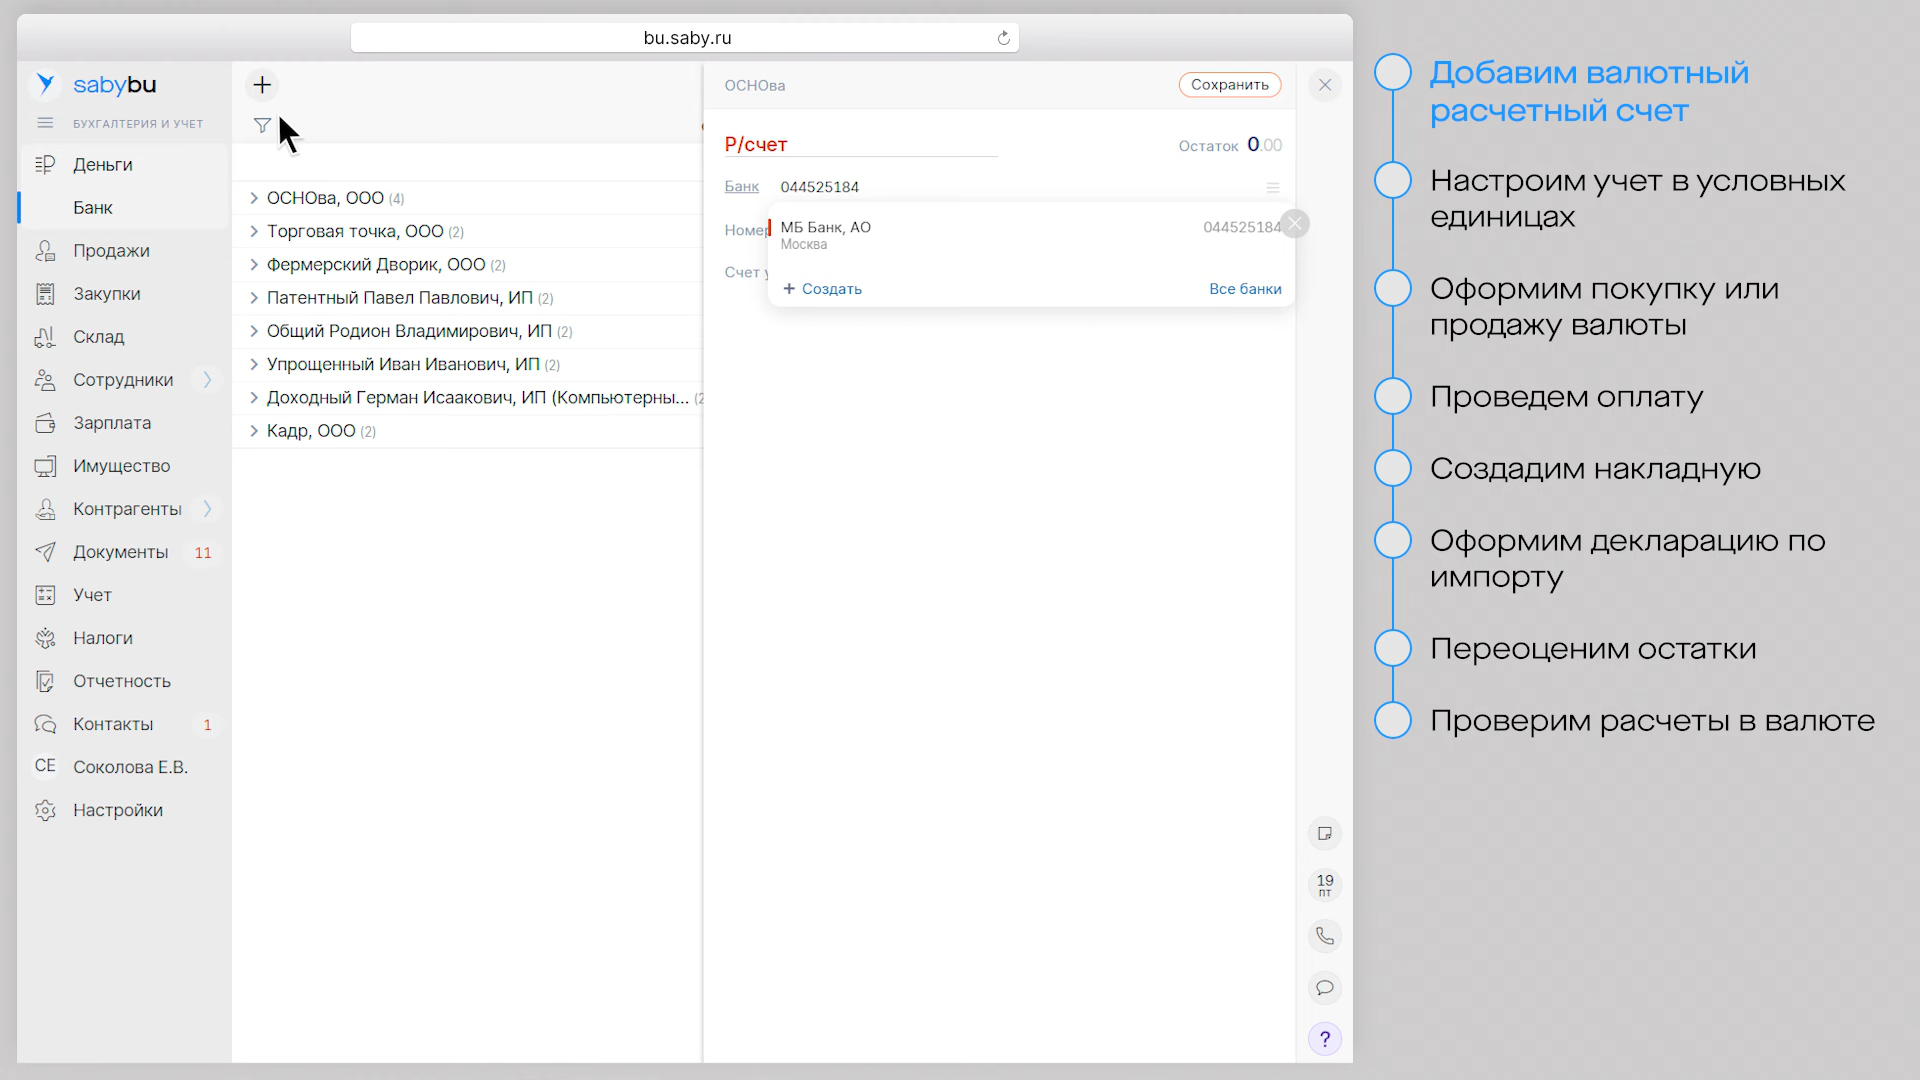 bu.saby.ru
sabybu
БУХГАЛТЕРИЯ И УЧЕТ
Деньги
Банк
Продажи
Закупки
Склад
Сотрудники
Зарплата
Имущество
Контрагенты
Документы 11
Учет
Налоги
Отчетность
Контакты 1
СЕ Соколова Е.В.
Настройки
ОСНОва, ООО (4)
Торговая точка, ООО (2)
Фермерский Дворик, ООО (2)
Патентный Павел Павлович, ИП (2)
Общий Родион Владимирович, ИП (2)
Упрощенный Иван Иванович, ИП (2)
Доходный Герман Исаакович, ИП (Компьютерны... (2
Кадр, ООО (2)
ОСНОва
Сохранить
Р/счет
Остаток 0.00
Банк 044525184
Номер
МБ Банк, АО 044525184
Москва
Счет у
+ Создать
Все банки
19
ПТ
?
Добавим валютный
расчетный счет
Настроим учет в условных
единицах
Оформим покупку или
продажу валюты
Проведем оплату
Создадим накладную
Оформим декларацию по
импорту
Переоценим остатки
Проверим расчеты в валюте